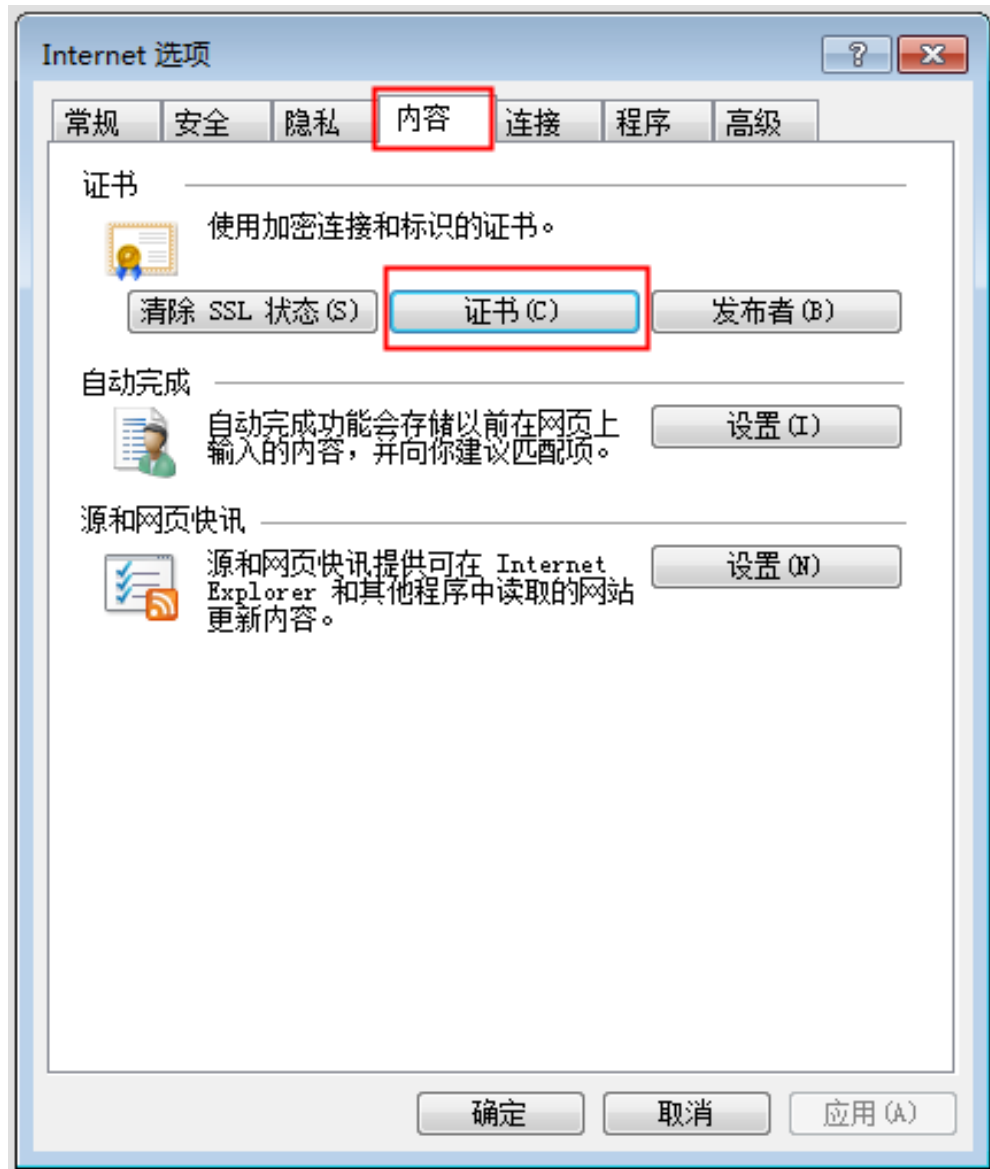 Internet 选项
常规 安全 隐私 内容 连接 程序 高级
证书
使用加密连接和标识的证书。
清除 SSL 状态(S) 证书(C) 发布者(B)
自动完成
自动完成功能会存储以前在网页上
输入的内容，并向你建议匹配项。
设置(I)
源和网页快讯
源和网页快讯提供可在 Internet
Explorer 和其他程序中读取的网站
更新内容。
设置(N)
确定 取消 应用(A)